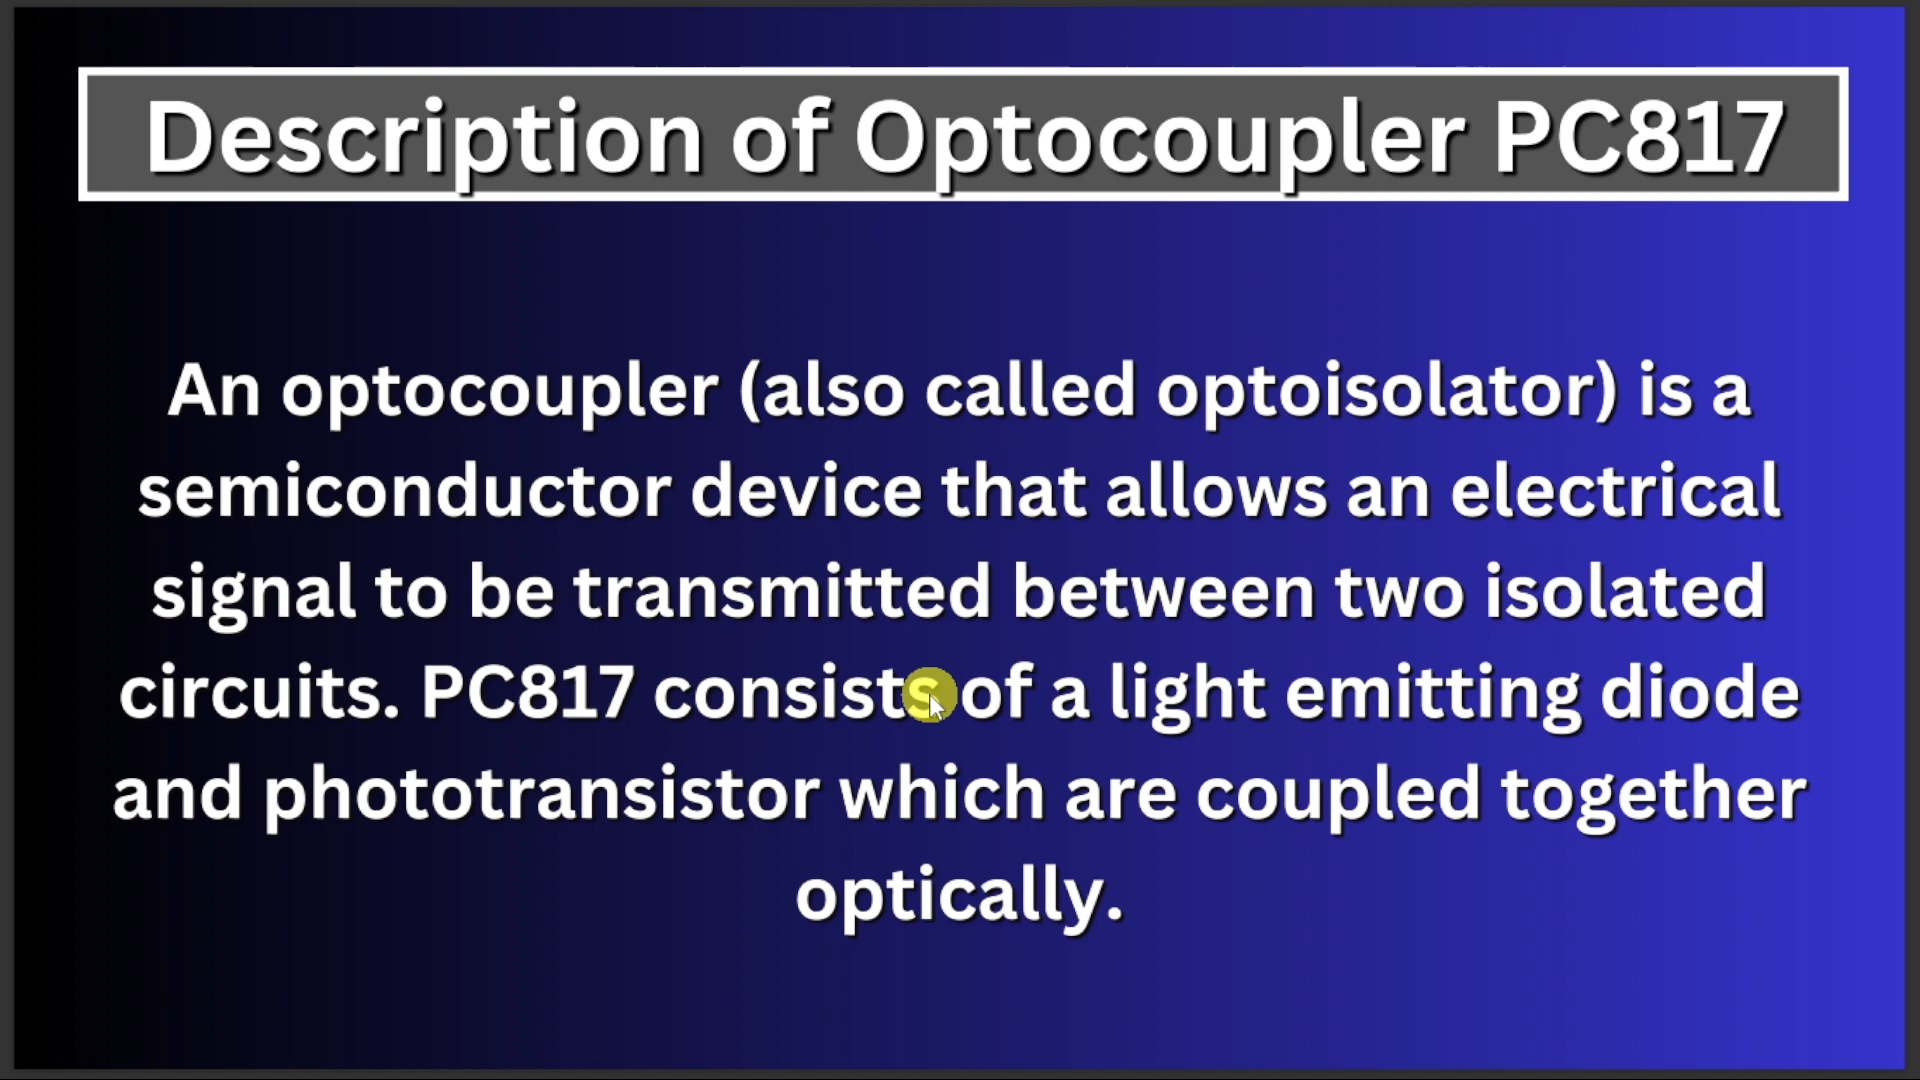 Description of Optocoupler PC817
An optocoupler (also called optoisolator) is a
semiconductor device that allows an electrical
signal to be transmitted between two isolated
circuits. PC817 consists of a light emitting diode
and phototransistor which are coupled together
optically.